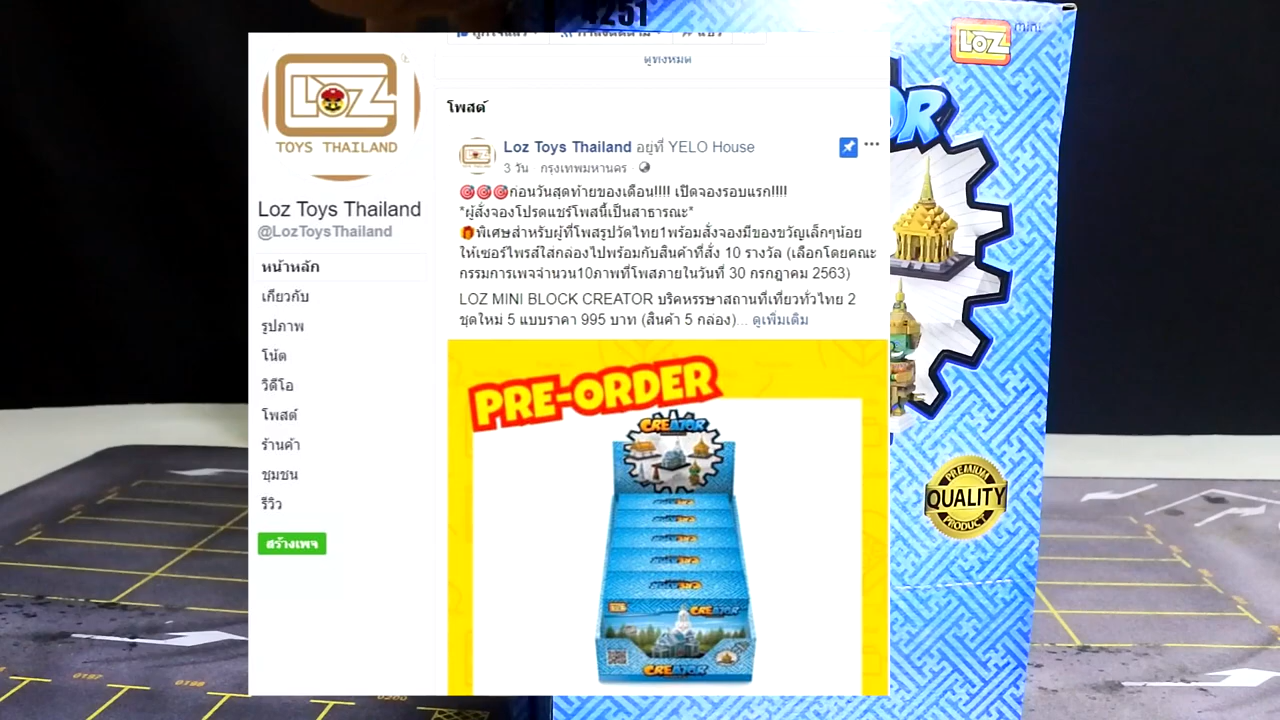 4251
LOZ
mini
LOZ
TOYS THAILAND
Loz Toys Thailand
@LozToysThailand
หน้าหลัก
เกี่ยวกับ
รูปภาพ
โน้ต
วิดีโอ
โพสต์
ร้านค้า
ชุมชน
รีวิว
สร้างเพจ
ดูทั้งหมด
โพสต์
Loz Toys Thailand อยู่ที่ YELO House
3 วัน · กรุงเทพมหานคร ·
🎯🎯🎯ก่อนวันสุดท้ายของเดือน!!!! เปิดจองรอบแรก!!!!
*ผู้สั่งจองโปรดแชร์โพสนี้เป็นสาธารณะ*
🎁พิเศษสำหรับผู้ที่โพสรูปวัดไทย1พร้อมสั่งจองมีของขวัญเล็กๆน้อย
ให้เซอร์ไพรส์ใส่กล่องไปพร้อมกับสินค้าที่สั่ง 10 รางวัล (เลือกโดยคณะ
กรรมการเพจจำนวน10ภาพที่โพสภายในวันที่ 30 กรกฎาคม 2563)
LOZ MINI BLOCK CREATOR บริคหรรษาสถานที่เที่ยวทั่วไทย 2
ชุดใหม่ 5 แบบราคา 995 บาท (สินค้า 5 กล่อง)... ดูเพิ่มเติม
PRE-ORDER
CREATOR
CREATOR
CREATOR
PREMIUM
QUALITY
PRODUCT